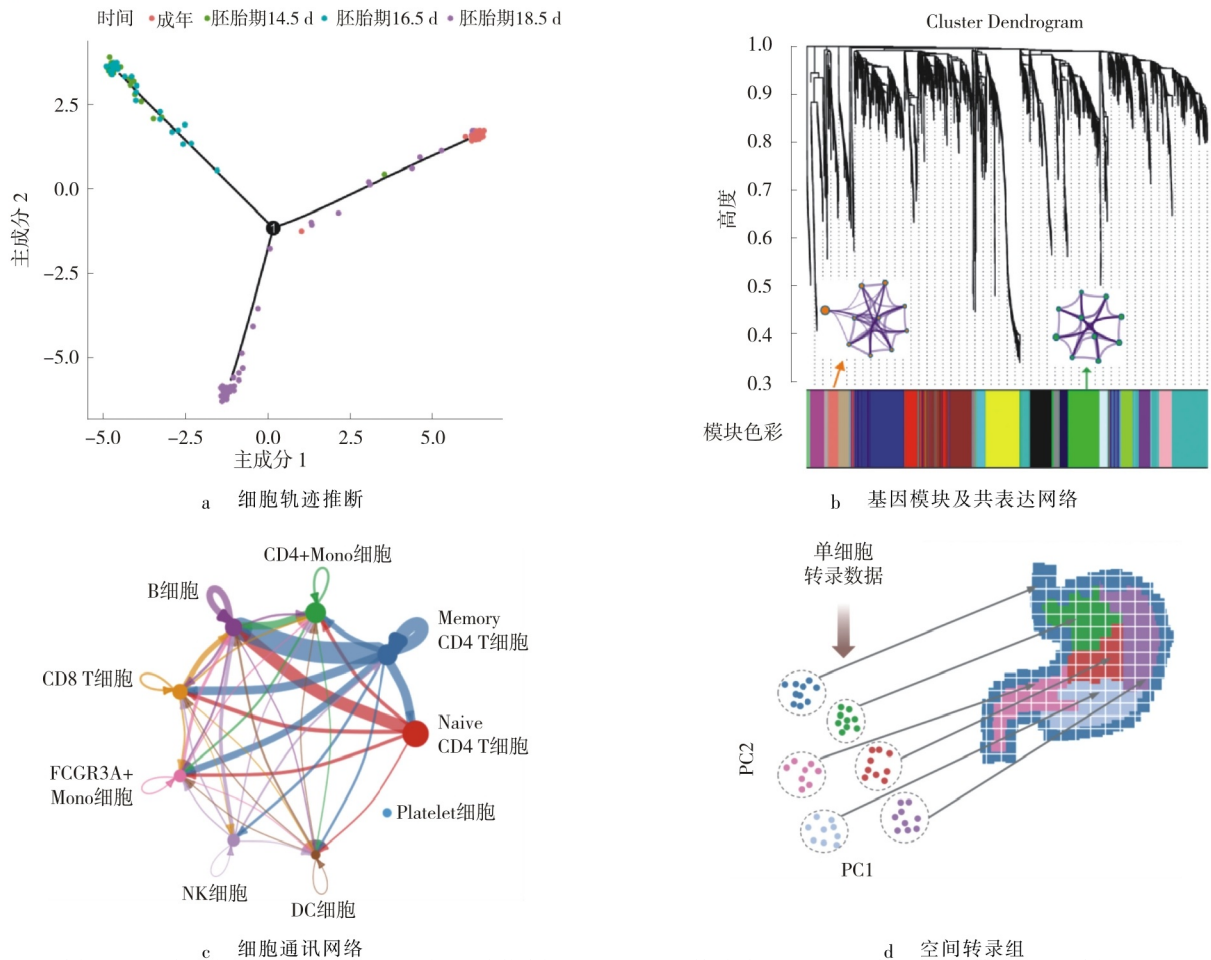 时间 成年 胚胎期14.5 d 胚胎期16.5 d 胚胎期18.5 d
2.5
0.0
−2.5
−5.0
主成分 2
1
−5.0 −2.5 0.0 2.5 5.0
主成分 1
a 细胞轨迹推断
Cluster Dendrogram
1.0
0.9
0.8
0.7
0.6
0.5
0.4
0.3
高度
模块色彩
b 基因模块及共表达网络
CD4+Mono细胞
B细胞
Memory
CD4 T细胞
CD8 T细胞
Naive
CD4 T细胞
FCGR3A+
Mono细胞
Platelet细胞
NK细胞
DC细胞
c 细胞通讯网络
单细胞
转录数据
PC2
PC1
d 空间转录组